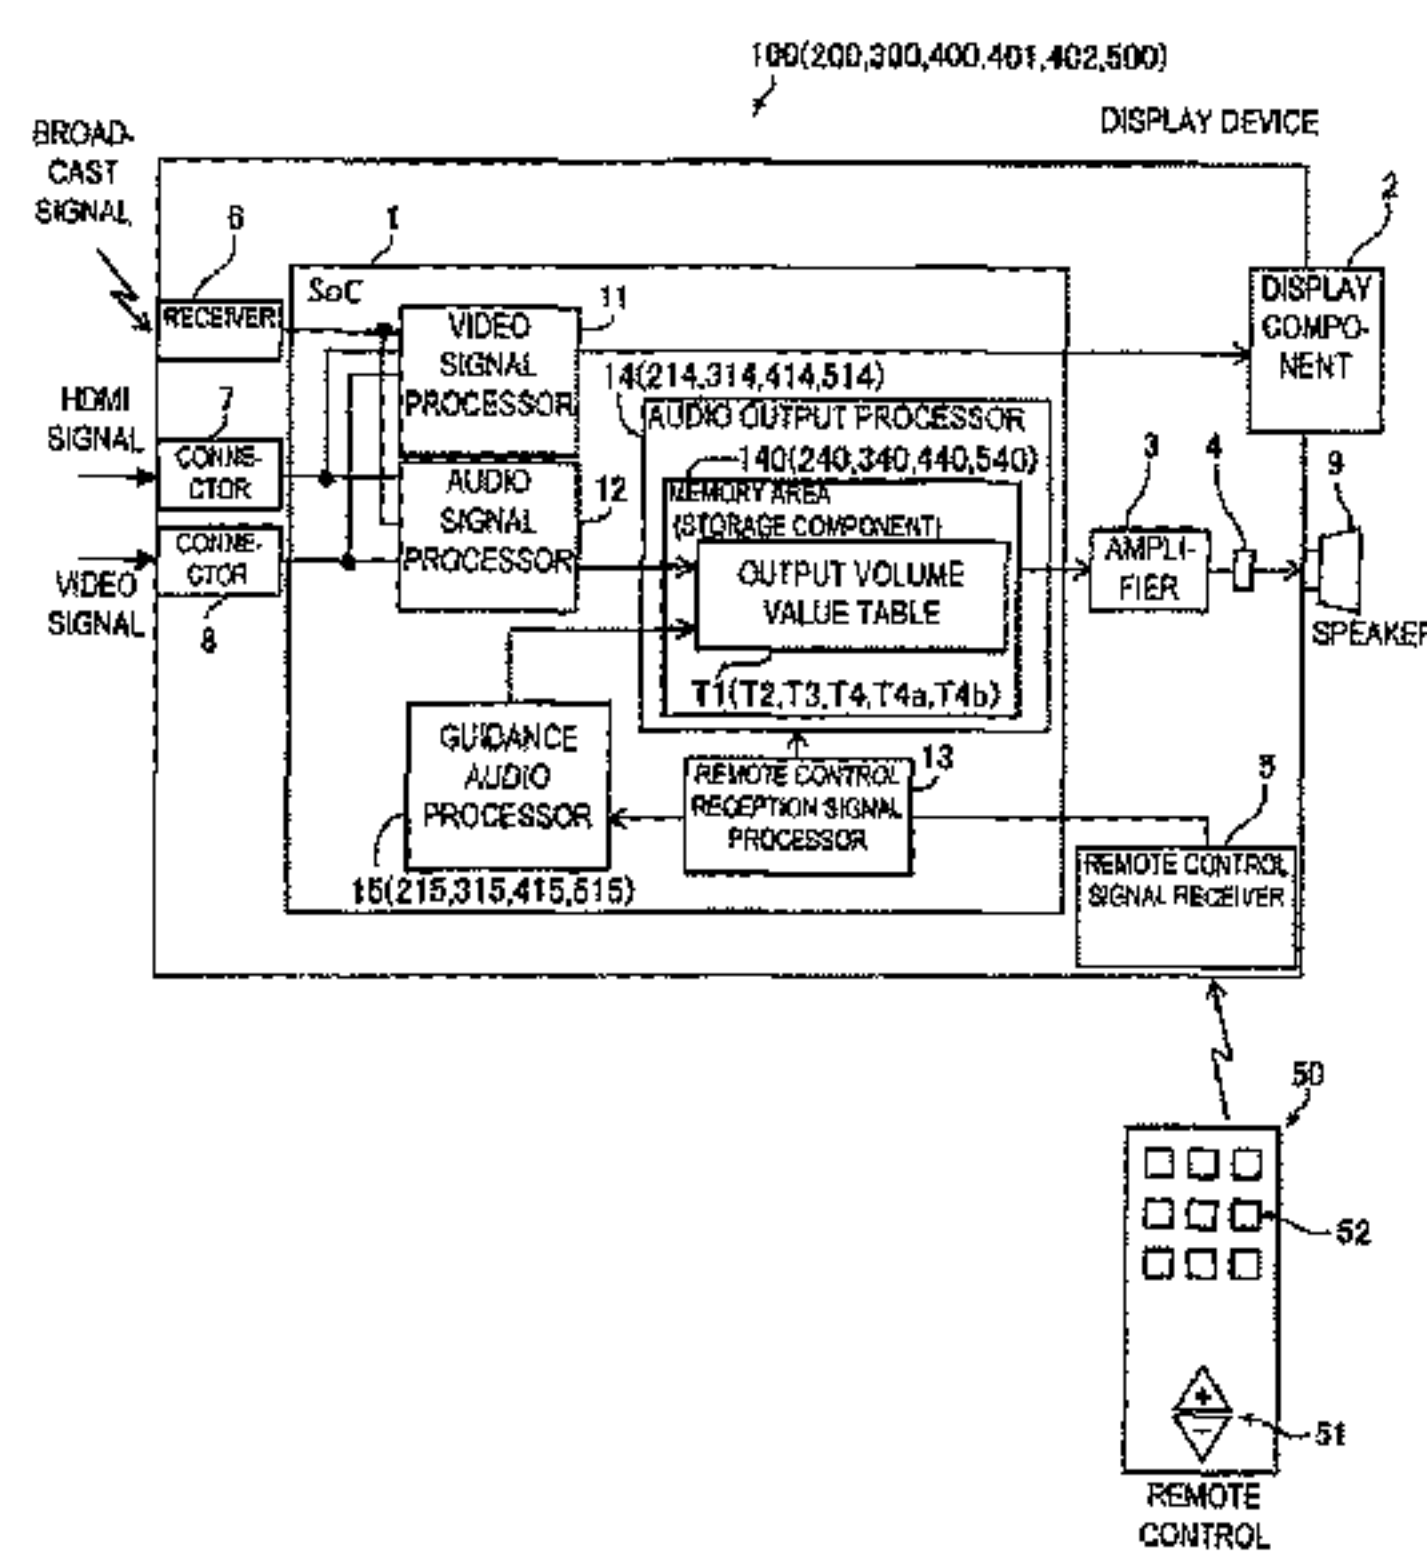 100(200,300,400,401,402,500)
DISPLAY DEVICE
BROAD-
CAST
SIGNAL
6
1
2
SoC
RECEIVER
VIDEO
SIGNAL
PROCESSOR
11
DISPLAY
COMPO-
NENT
14(214,314,414,514)
HDMI
SIGNAL
7
CONNE-
CTOR
AUDIO OUTPUT PROCESSOR
140(240,340,440,540)
MEMORY AREA
(STORAGE COMPONENT)
AUDIO
SIGNAL
PROCESSOR
12
3
4
9
CONNE-
CTOR
VIDEO
SIGNAL
8
OUTPUT VOLUME
VALUE TABLE
AMPLI-
FIER
SPEAKER
T1(T2,T3,T4,T4a,T4b)
GUIDANCE
AUDIO
PROCESSOR
15(215,315,415,515)
REMOTE CONTROL
RECEPTION SIGNAL
PROCESSOR
13
5
REMOTE CONTROL
SIGNAL RECEIVER
50
52
+
−
51
REMOTE
CONTROL